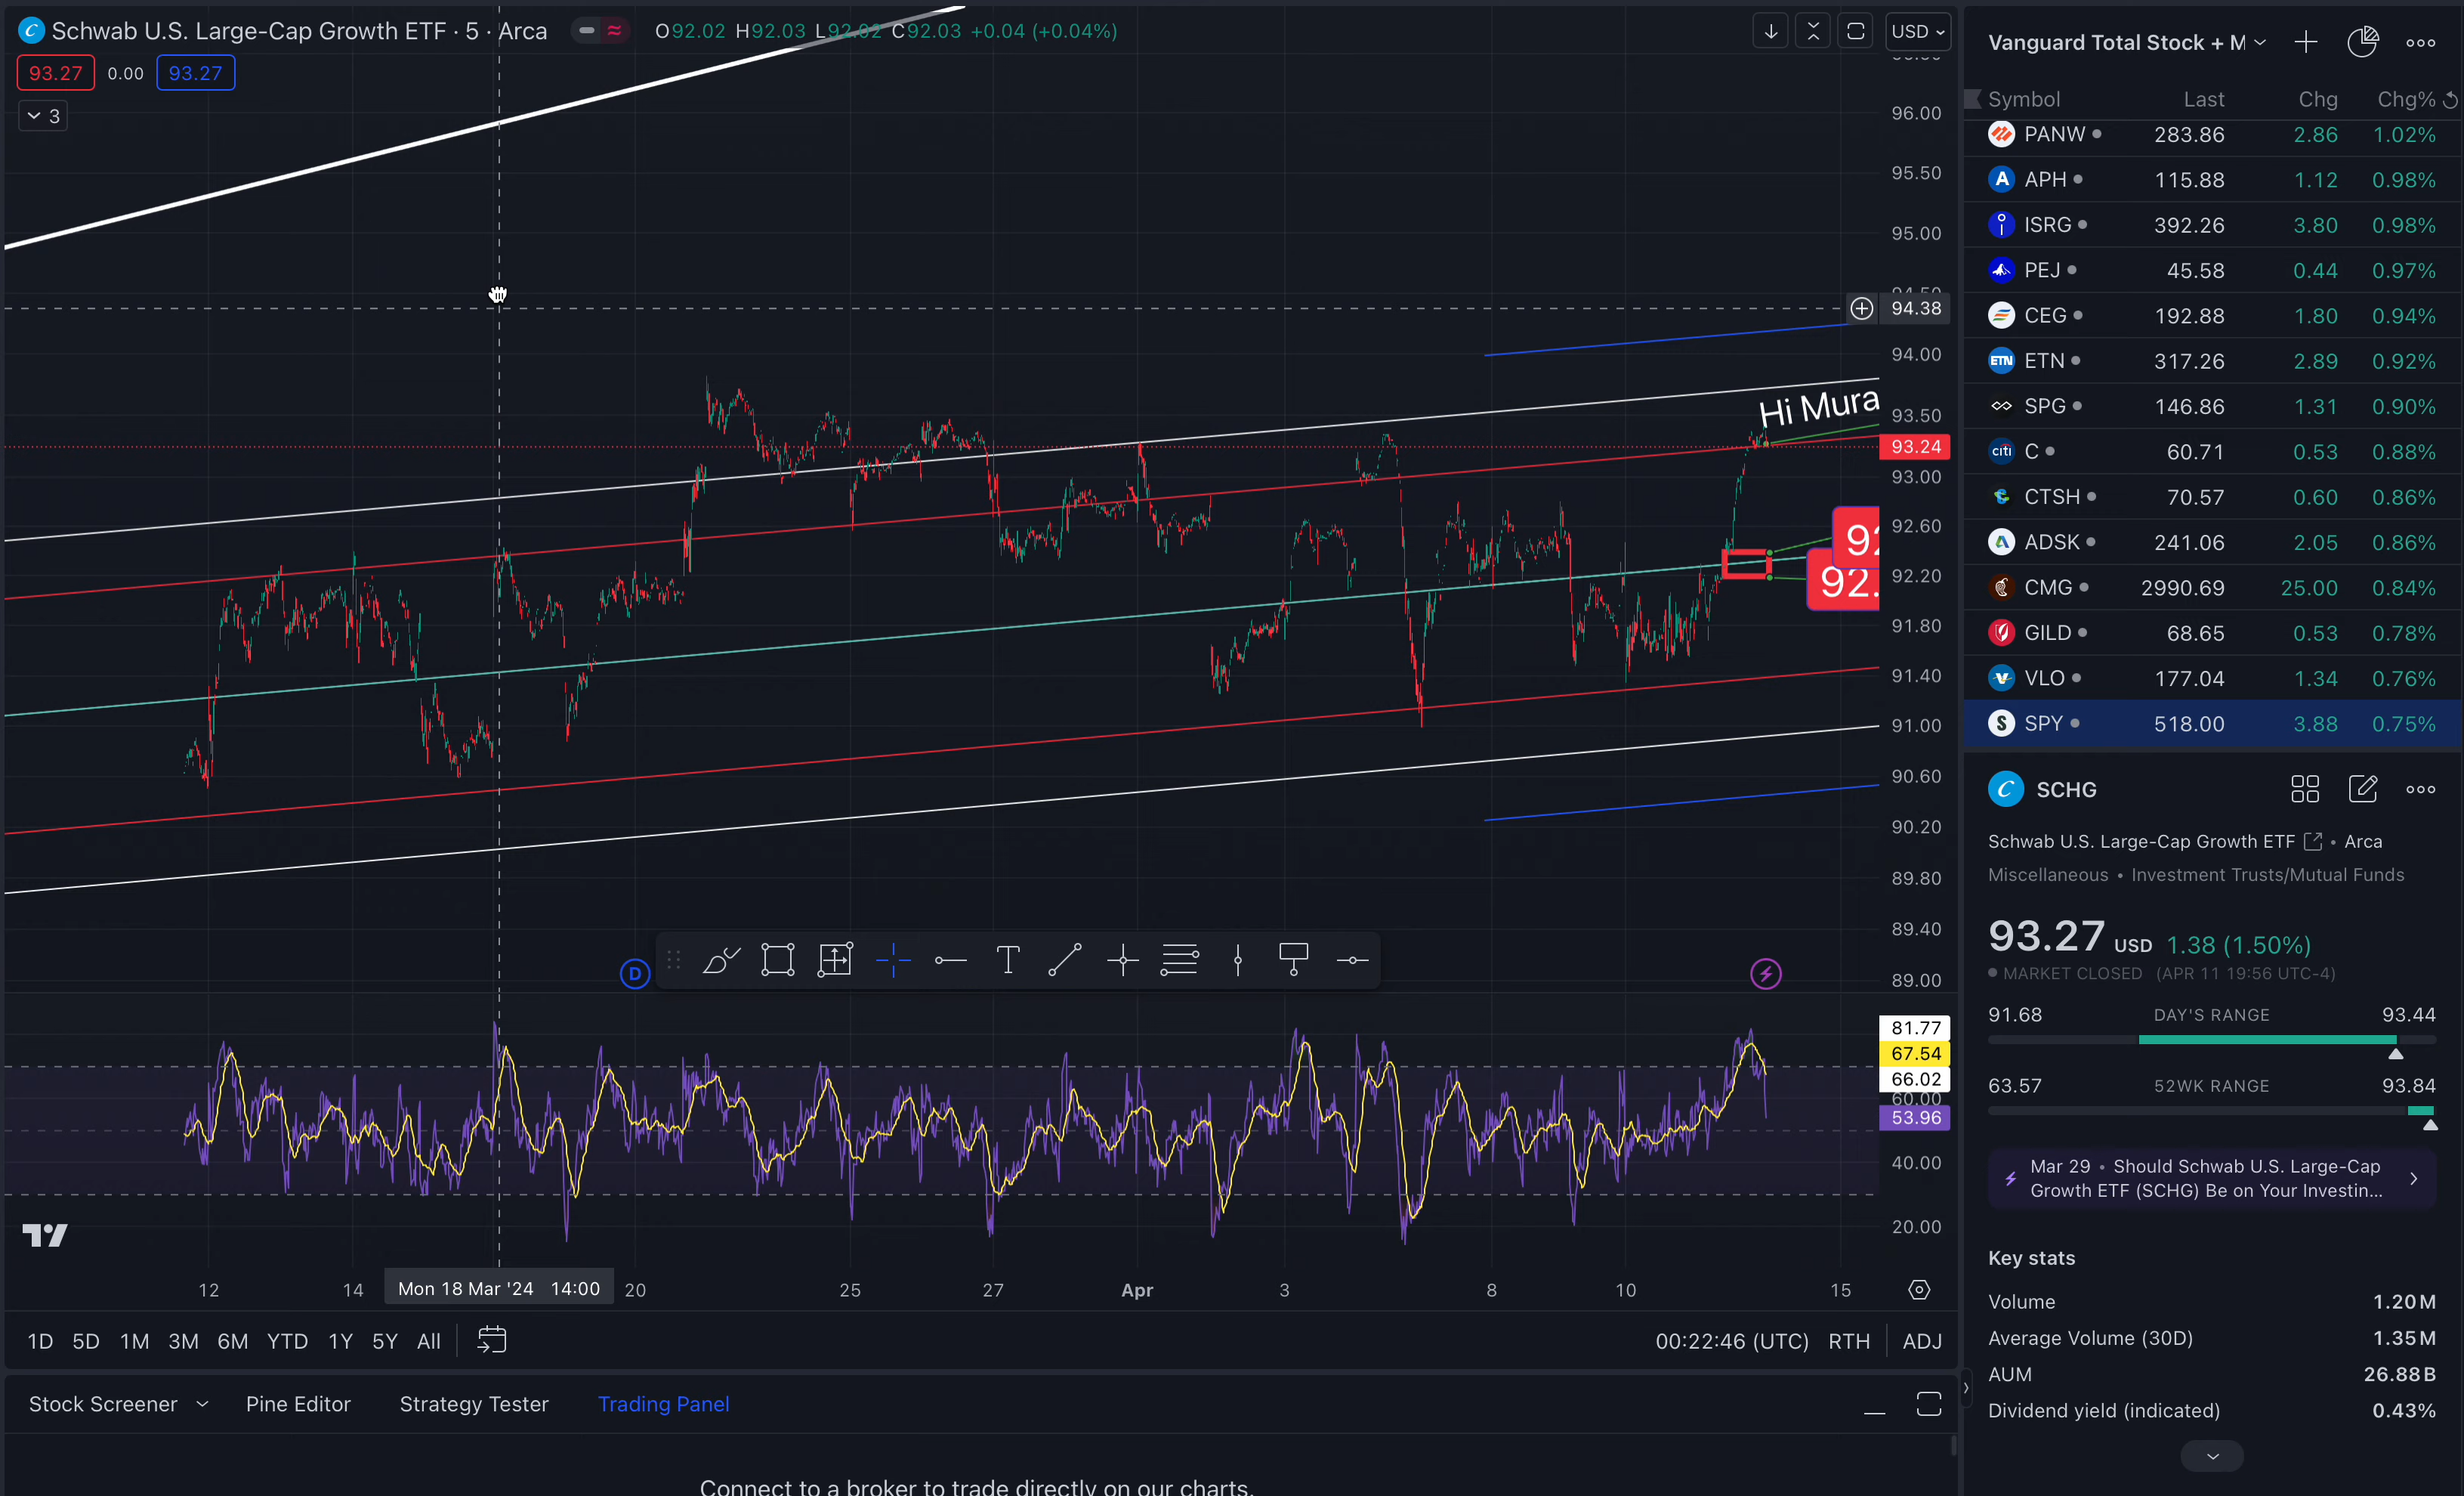 Schwab U.S. Large-Cap Growth ETF · 5 · Arca
O92.02 H92.03 L92.02 C92.03 +0.04 (+0.04%)
USD
93.27 0.00 93.27
3
96.00
95.50
95.00
94.50
94.38
94.00
93.50
93.24
93.00
92.60
92.20
91.80
91.40
91.00
90.60
90.20
89.80
89.40
89.00
Hi Mura
92.
D
81.77
67.54
66.02
60.00
53.96
40.00
20.00
12 14 Mon 18 Mar '24 14:00 20 25 27 Apr 3 8 10 15
1D 5D 1M 3M 6M YTD 1Y 5Y All
00:22:46 (UTC) RTH ADJ
Stock Screener Pine Editor Strategy Tester Trading Panel
Connect to a broker to trade directly on our charts.
Vanguard Total Stock + M
Symbol Last Chg Chg%
PANW 283.86 2.86 1.02%
A APH 115.88 1.12 0.98%
ISRG 392.26 3.80 0.98%
PEJ 45.58 0.44 0.97%
CEG 192.88 1.80 0.94%
ETN ETN 317.26 2.89 0.92%
SPG 146.86 1.31 0.90%
citi C 60.71 0.53 0.88%
CTSH 70.57 0.60 0.86%
ADSK 241.06 2.05 0.86%
CMG 2990.69 25.00 0.84%
GILD 68.65 0.53 0.78%
VLO 177.04 1.34 0.76%
S SPY 518.00 3.88 0.75%
SCHG
Schwab U.S. Large-Cap Growth ETF • Arca
Miscellaneous • Investment Trusts/Mutual Funds
93.27 USD 1.38 (1.50%)
MARKET CLOSED (APR 11 19:56 UTC-4)
91.68 DAY'S RANGE 93.44
63.57 52WK RANGE 93.84
Mar 29 • Should Schwab U.S. Large-Cap
Growth ETF (SCHG) Be on Your Investin...
Key stats
Volume 1.20M
Average Volume (30D) 1.35M
AUM 26.88B
Dividend yield (indicated) 0.43%